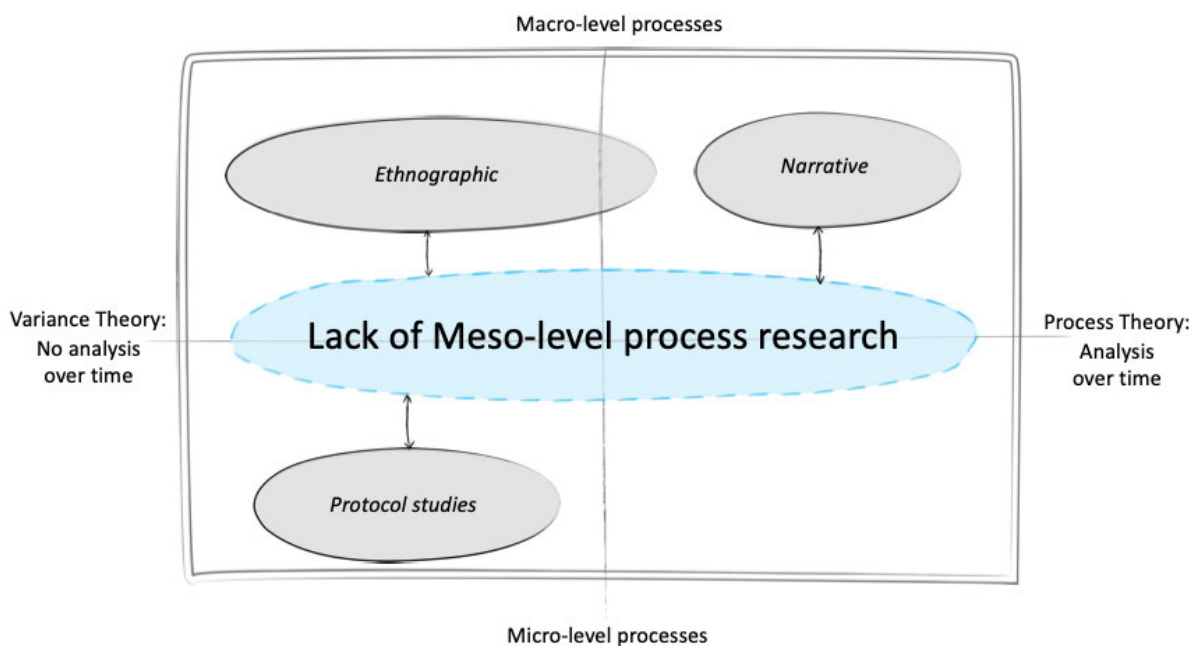 Macro-level processes
Ethnographic
Narrative
Variance Theory:
No analysis
over time
Lack of Meso-level process research
Process Theory:
Analysis
over time
Protocol studies
Micro-level processes